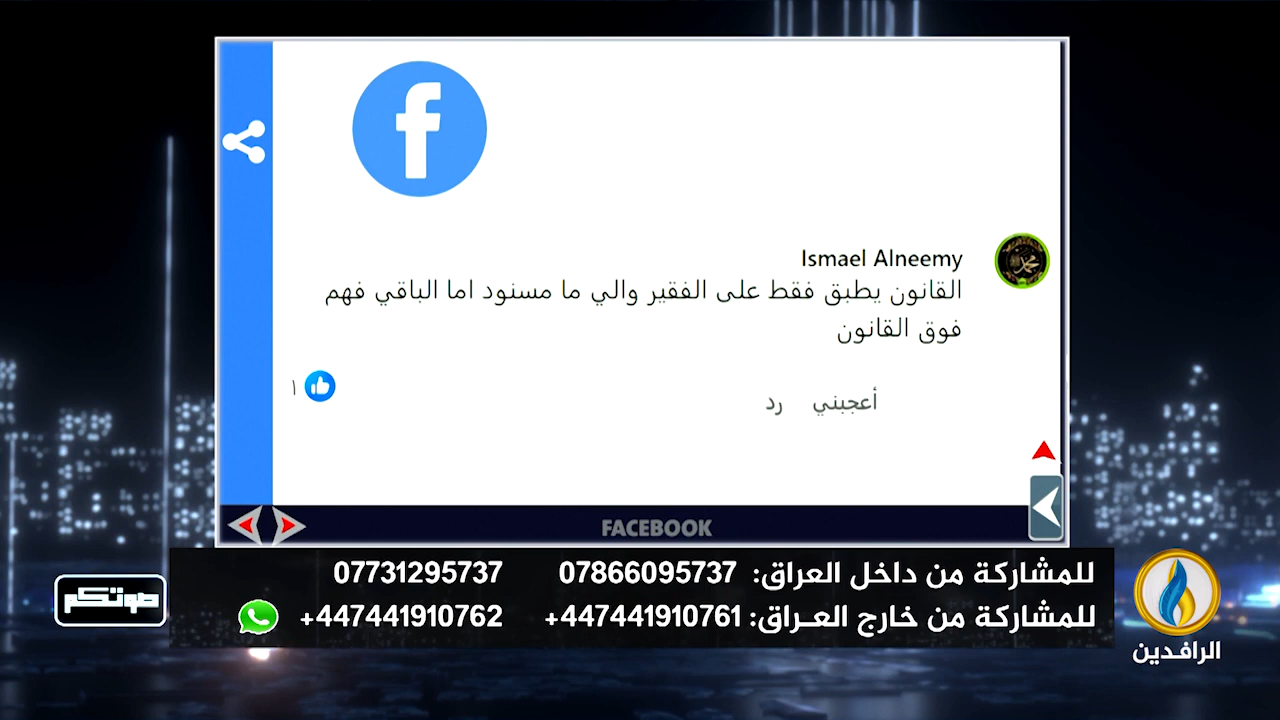 Ismael Alneemy
القانون يطبق فقط على الفقير والي ما مسنود اما الباقي فهم
فوق القانون
أعجبني رد
١
FACEBOOK
للمشاركة من داخل العراق: 07866095737 07731295737
للمشاركة من خارج العراق: +447441910761 +447441910762
صوتكم
الرافدين